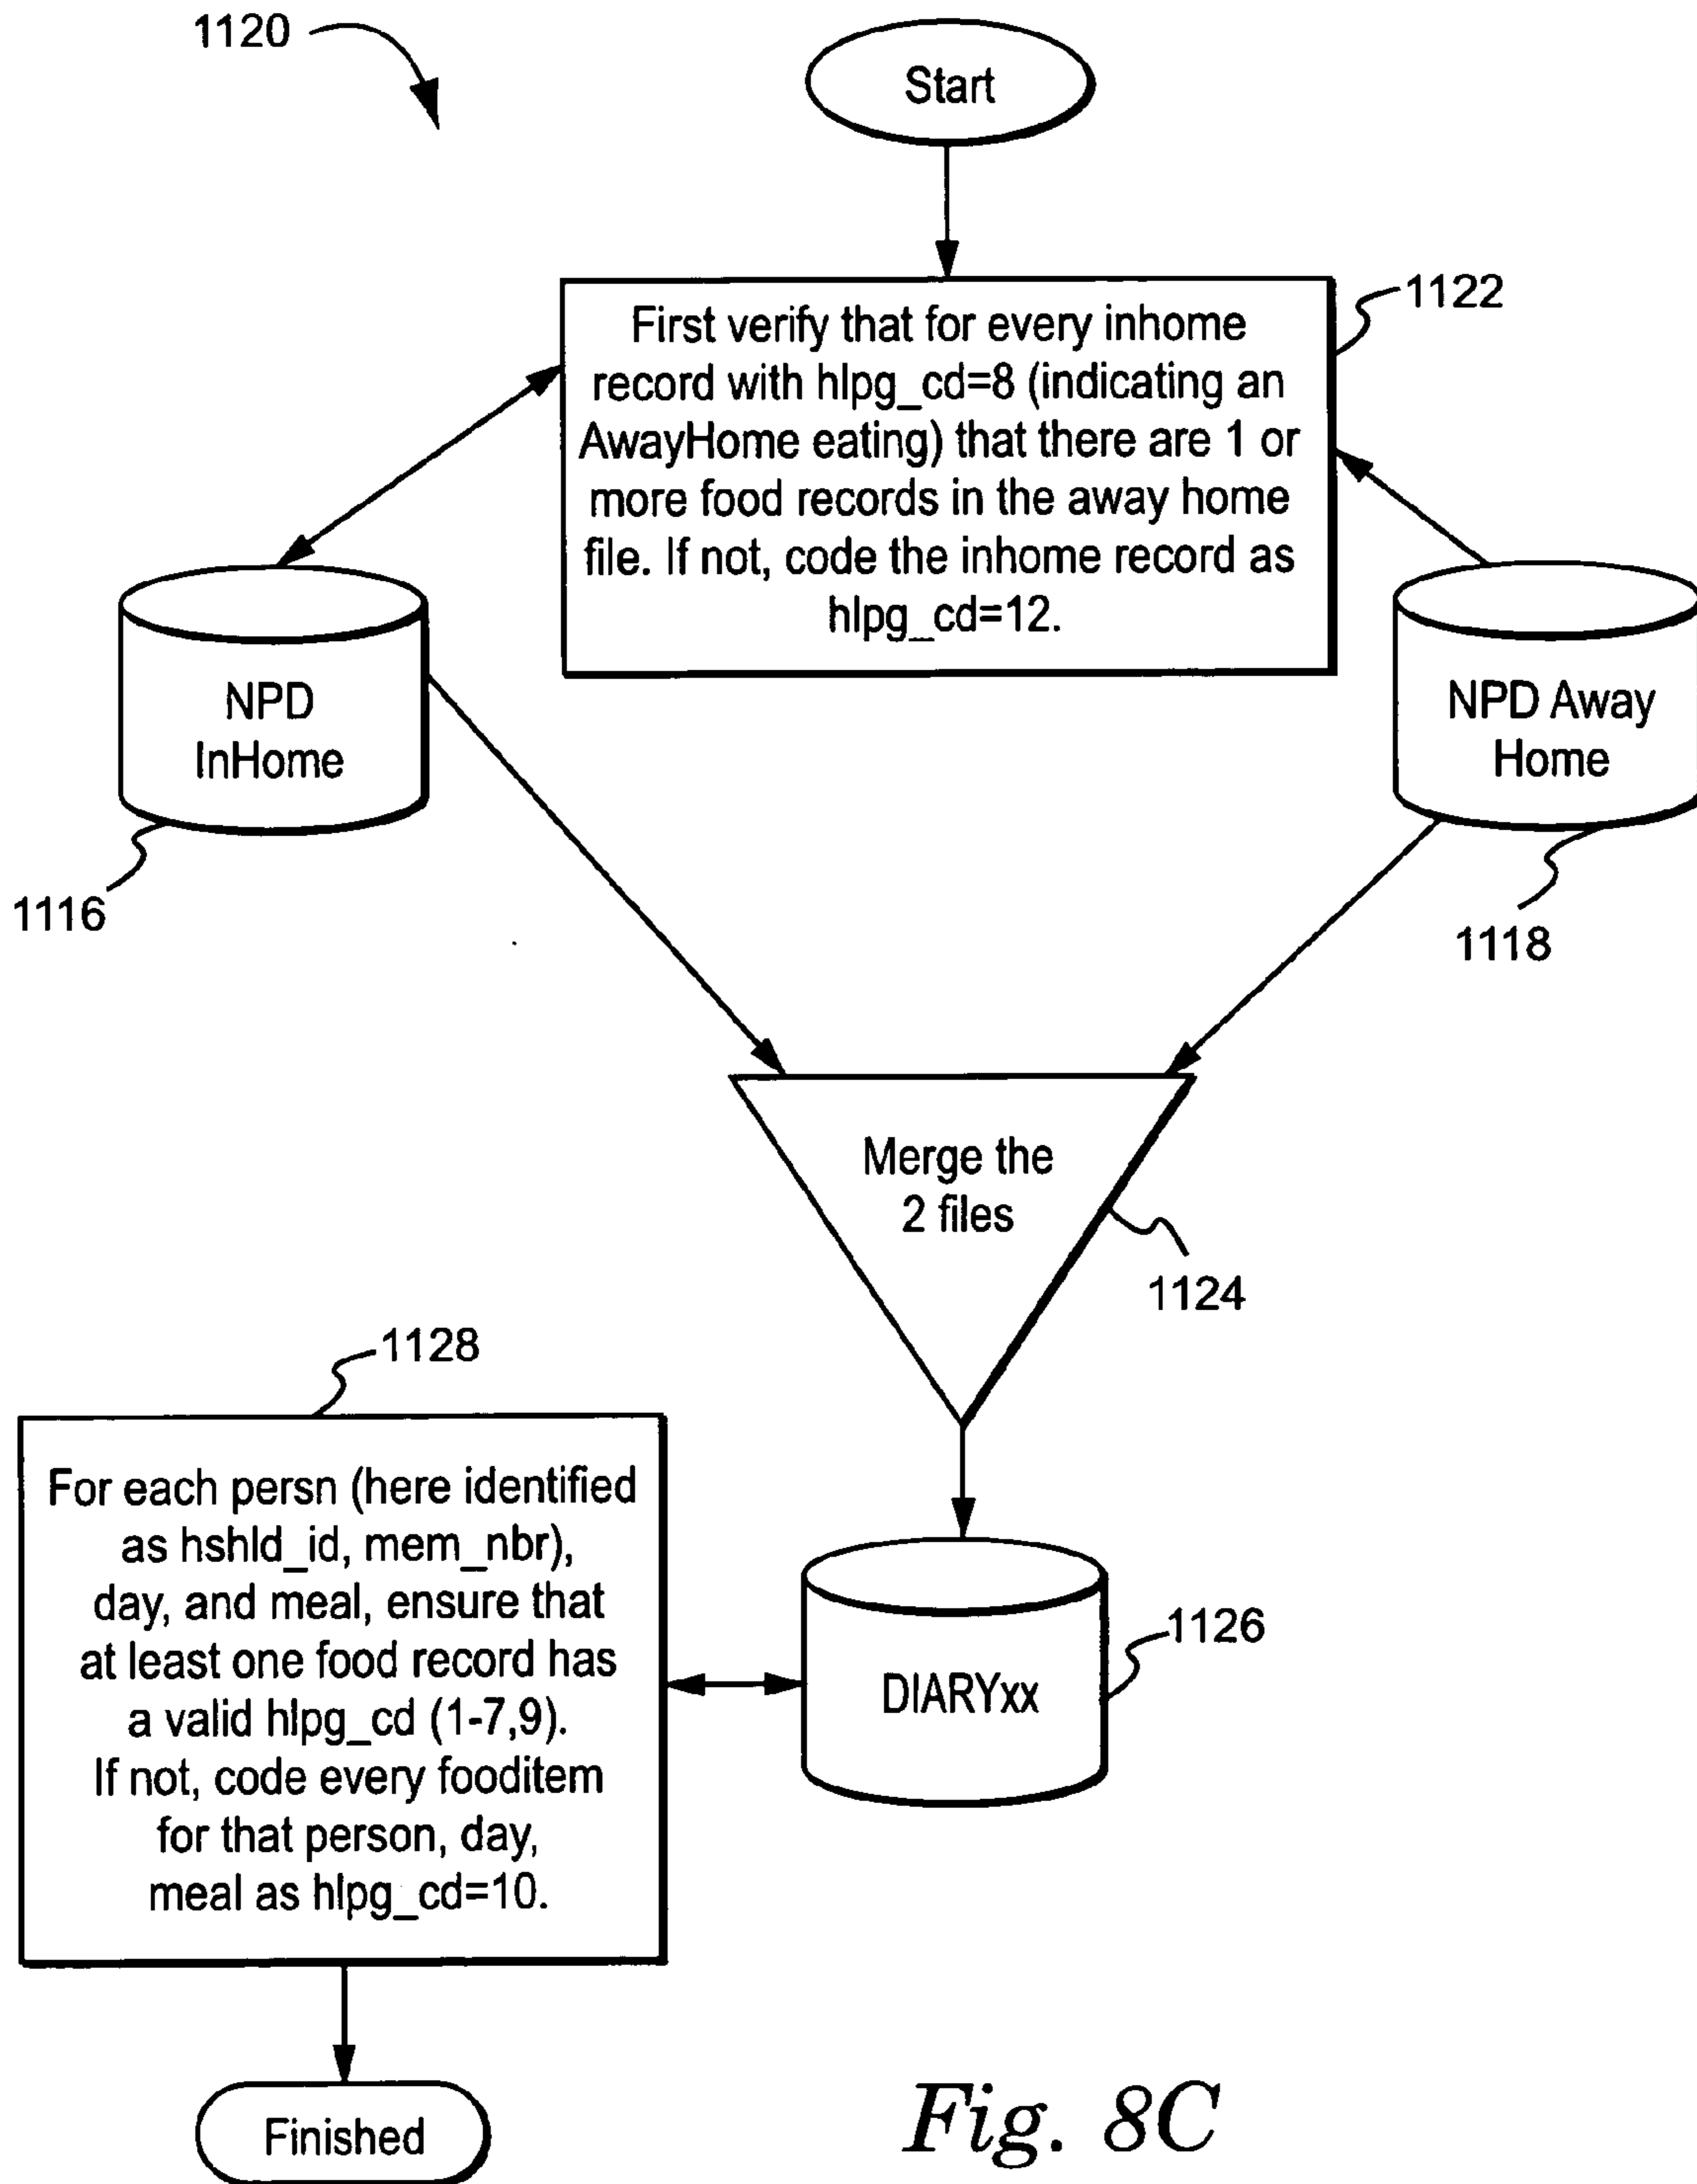 1120
Start
1122
First verify that for every inhome
record with hlpg_cd=8 (indicating an
AwayHome eating) that there are 1 or
more food records in the away home
file. If not, code the inhome record as
hlpg_cd=12.
NPD
InHome
NPD Away
Home
1116
1118
Merge the
2 files
1124
1128
For each persn (here identified
as hshld_id, mem_nbr),
day, and meal, ensure that
at least one food record has
a valid hlpg_cd (1-7,9).
If not, code every fooditem
for that person, day,
meal as hlpg_cd=10.
1126
DIARYxx
Finished
Fig. 8C